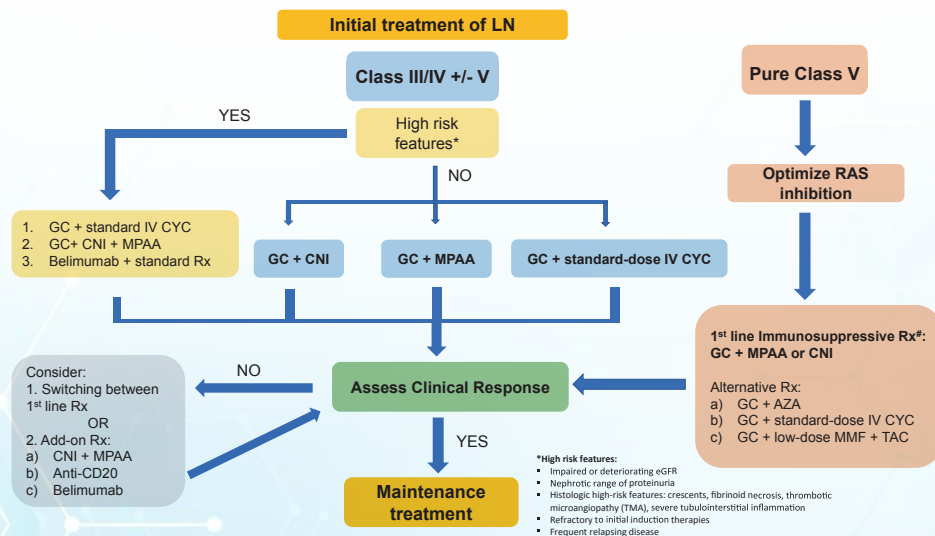 Initial treatment of LN
Class III/IV +/- V
Pure Class V
YES
High risk
features*
NO
Optimize RAS
inhibition
1. GC + standard IV CYC
2. GC+ CNI + MPAA
3. Belimumab + standard Rx
GC + CNI
GC + MPAA
GC + standard-dose IV CYC
1st line Immunosuppressive Rx#:
GC + MPAA or CNI
Alternative Rx:
a) GC + AZA
b) GC + standard-dose IV CYC
c) GC + low-dose MMF + TAC
Consider:
1. Switching between
1st line Rx
OR
2. Add-on Rx:
a) CNI + MPAA
b) Anti-CD20
c) Belimumab
NO
Assess Clinical Response
YES
Maintenance
treatment
*High risk features:
▪ Impaired or deteriorating eGFR
▪ Nephrotic range of proteinuria
▪ Histologic high-risk features: crescents, fibrinoid necrosis, thrombotic
microangiopathy (TMA), severe tubulointerstitial inflammation
▪ Refractory to initial induction therapies
▪ Frequent relapsing disease